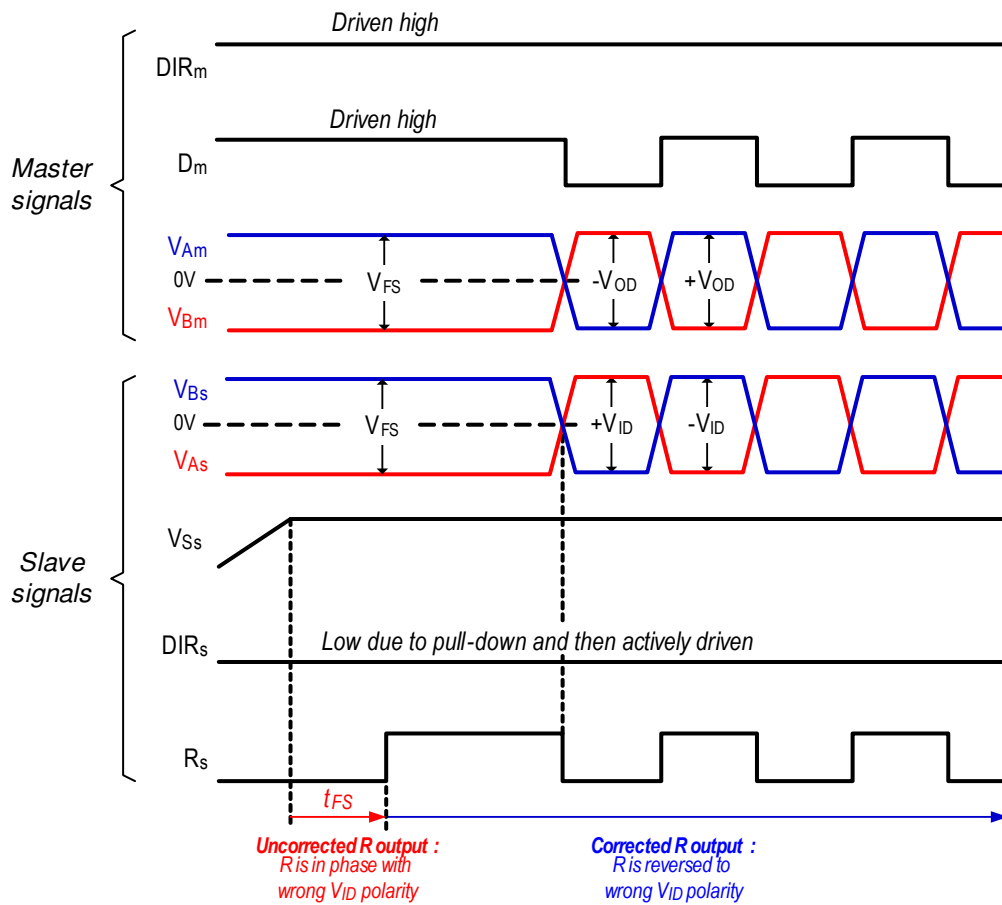 Driven high
DIRm
Driven high
Dm
Master
signals
VAm
0V
VBm
VFS
-VOD
+VOD
VBs
0V
VAs
VFS
+VID
-VID
VSs
Slave
signals
Low due to pull-down and then actively driven
DIRs
Rs
tFS
Uncorrected R output :
R is in phase with
wrong VID polarity
Corrected R output :
R is reversed to
wrong VID polarity